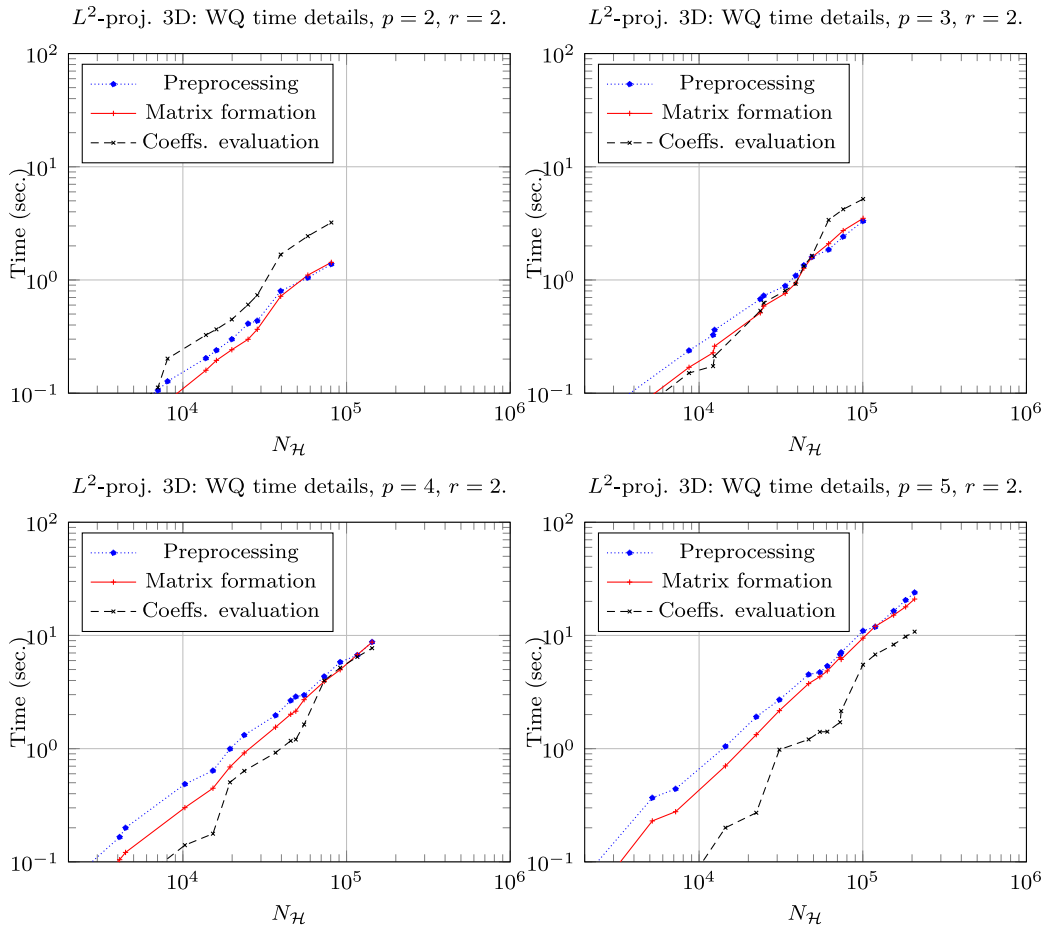 L²-proj. 3D: WQ time details, p = 2, r = 2.
10²
10¹
10⁰
10⁻¹
Time (sec.)
Preprocessing
Matrix formation
Coeffs. evaluation
10⁴
10⁵
10⁶
N_ℋ
L²-proj. 3D: WQ time details, p = 3, r = 2.
10²
10¹
10⁰
10⁻¹
Time (sec.)
Preprocessing
Matrix formation
Coeffs. evaluation
10⁴
10⁵
10⁶
N_ℋ
L²-proj. 3D: WQ time details, p = 4, r = 2.
10²
10¹
10⁰
10⁻¹
Time (sec.)
Preprocessing
Matrix formation
Coeffs. evaluation
10⁴
10⁵
10⁶
N_ℋ
L²-proj. 3D: WQ time details, p = 5, r = 2.
10²
10¹
10⁰
10⁻¹
Time (sec.)
Preprocessing
Matrix formation
Coeffs. evaluation
10⁴
10⁵
10⁶
N_ℋ